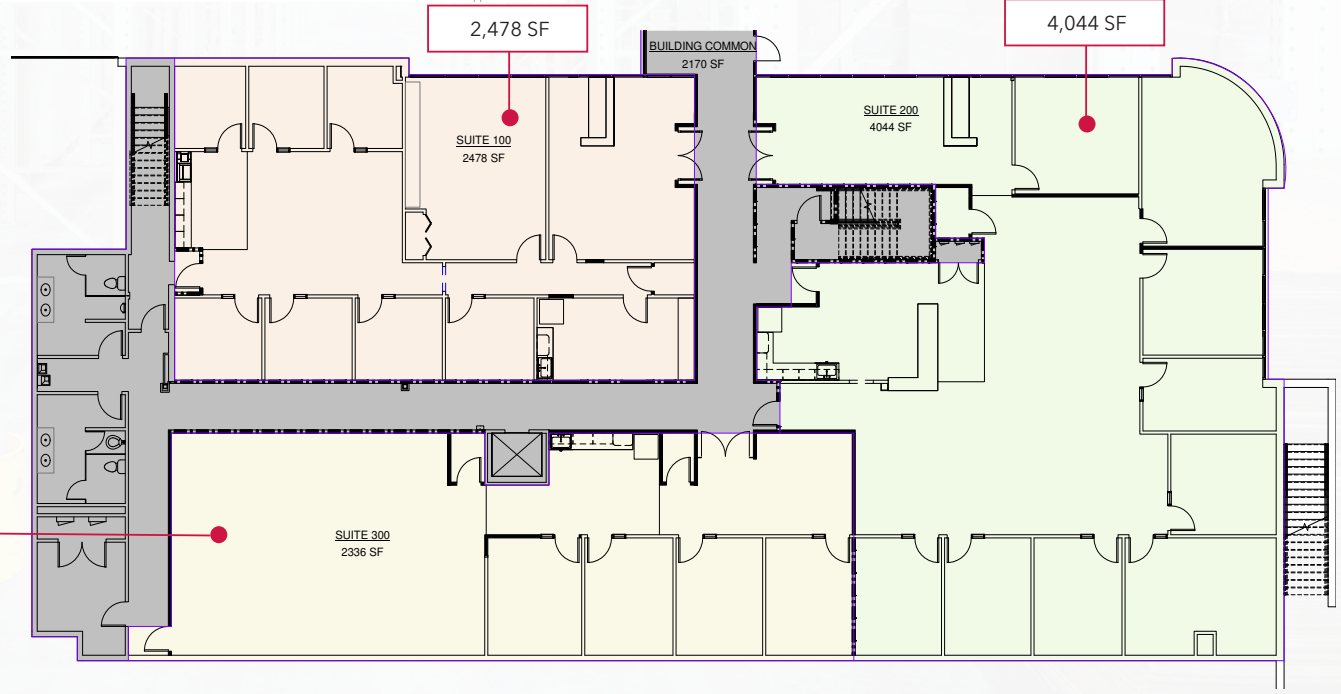 2,478 SF
4,044 SF
BUILDING COMMON
2170 SF
SUITE 100
2478 SF
SUITE 200
4044 SF
SUITE 300
2336 SF